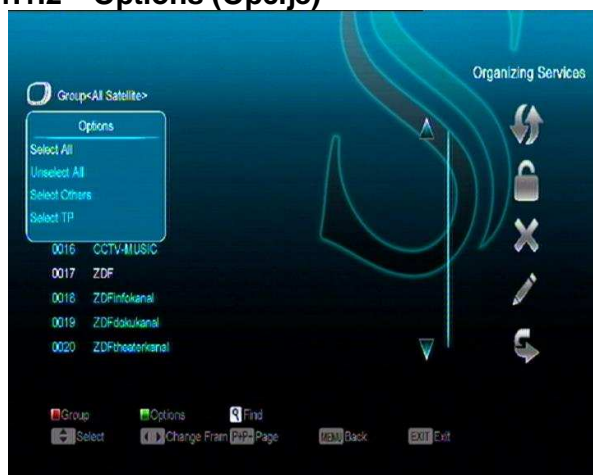 Options (Opcije)
Organizing Services
Group<All Satellite>
Options
Select All
Unselect All
Select Others
Select TP
0016 CCTV-MUSIC
0017 ZDF
0018 ZDFinfokanal
0019 ZDFdokukanal
0020 ZDFtheaterkanal
Group Options Find
Select Change Fram P+P- Page MENU Back EXIT Exit